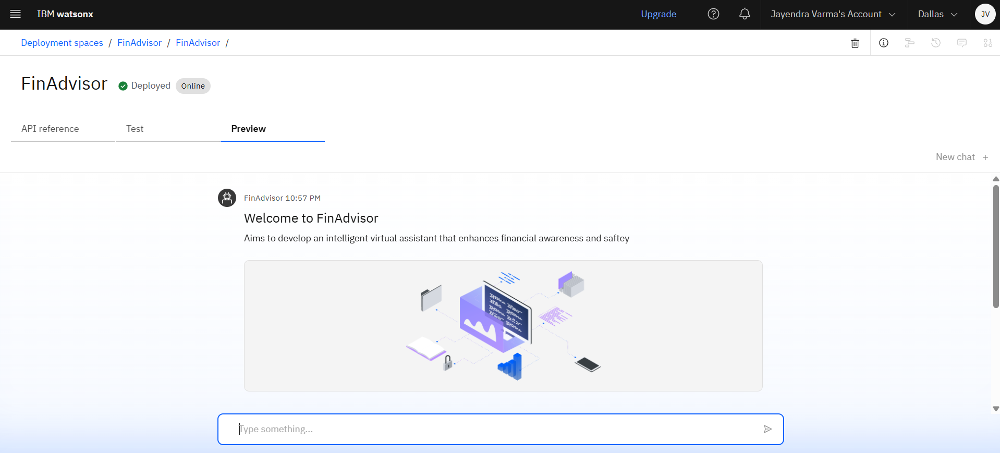 IBM watsonx
Upgrade
Jayendra Varma's Account
Dallas
JV
Deployment spaces / FinAdvisor / FinAdvisor /
FinAdvisor
Deployed
Online
API reference
Test
Preview
New chat +
FinAdvisor 10:57 PM
Welcome to FinAdvisor
Aims to develop an intelligent virtual assistant that enhances financial awareness and saftey
Type something...